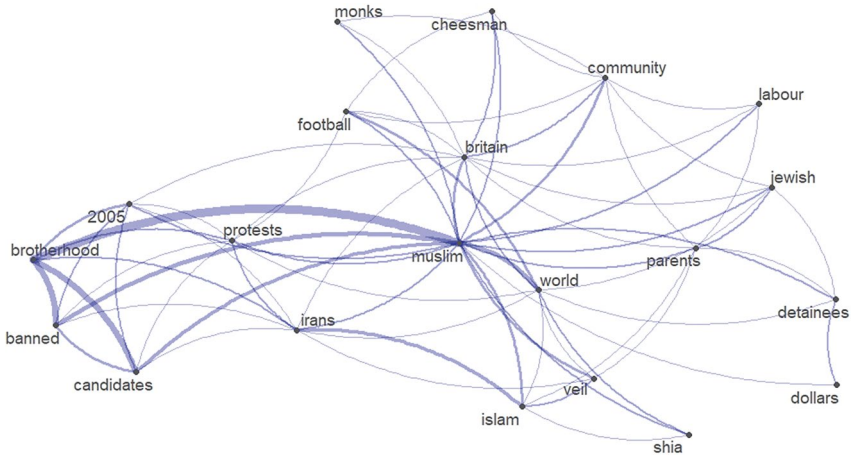 monks
cheesman
community
labour
football
britain
jewish
2005
protests
brotherhood
muslim
parents
world
detainees
irans
banned
candidates
veil
dollars
islam
shia